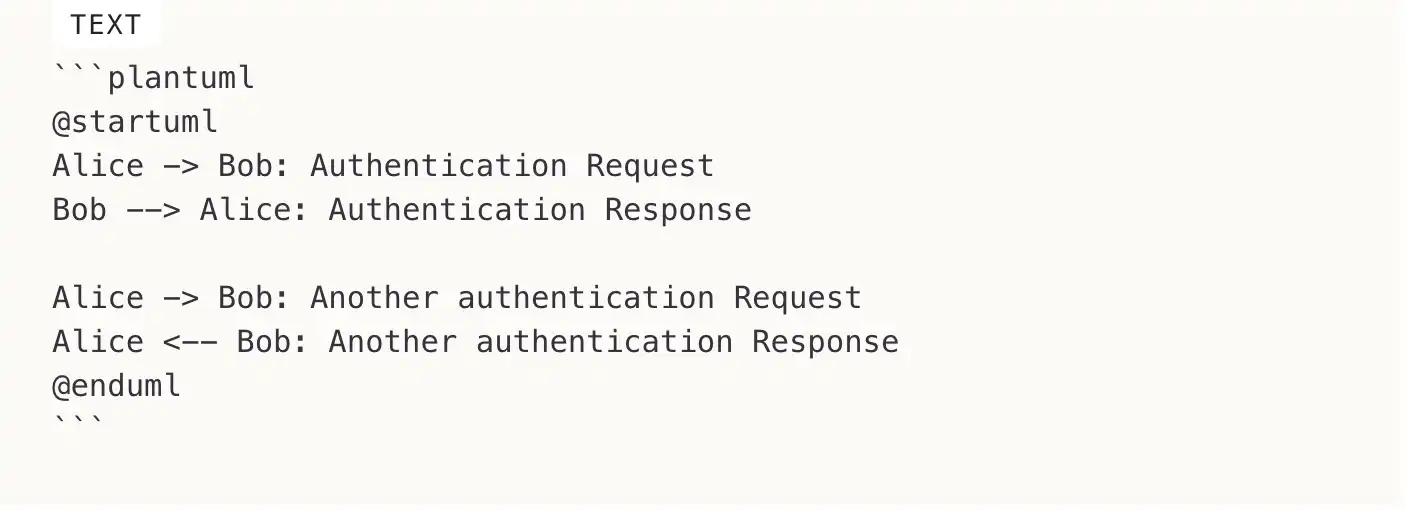 TEXT
```plantuml
@startuml
Alice -> Bob: Authentication Request
Bob --> Alice: Authentication Response

Alice -> Bob: Another authentication Request
Alice <-- Bob: Another authentication Response
@enduml
```